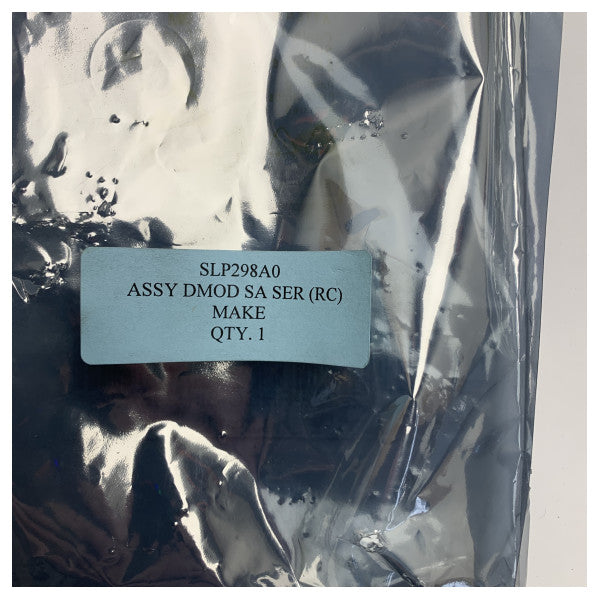 SLP298A0
ASSY DMOD SA SER (RC)
MAKE
QTY. 1